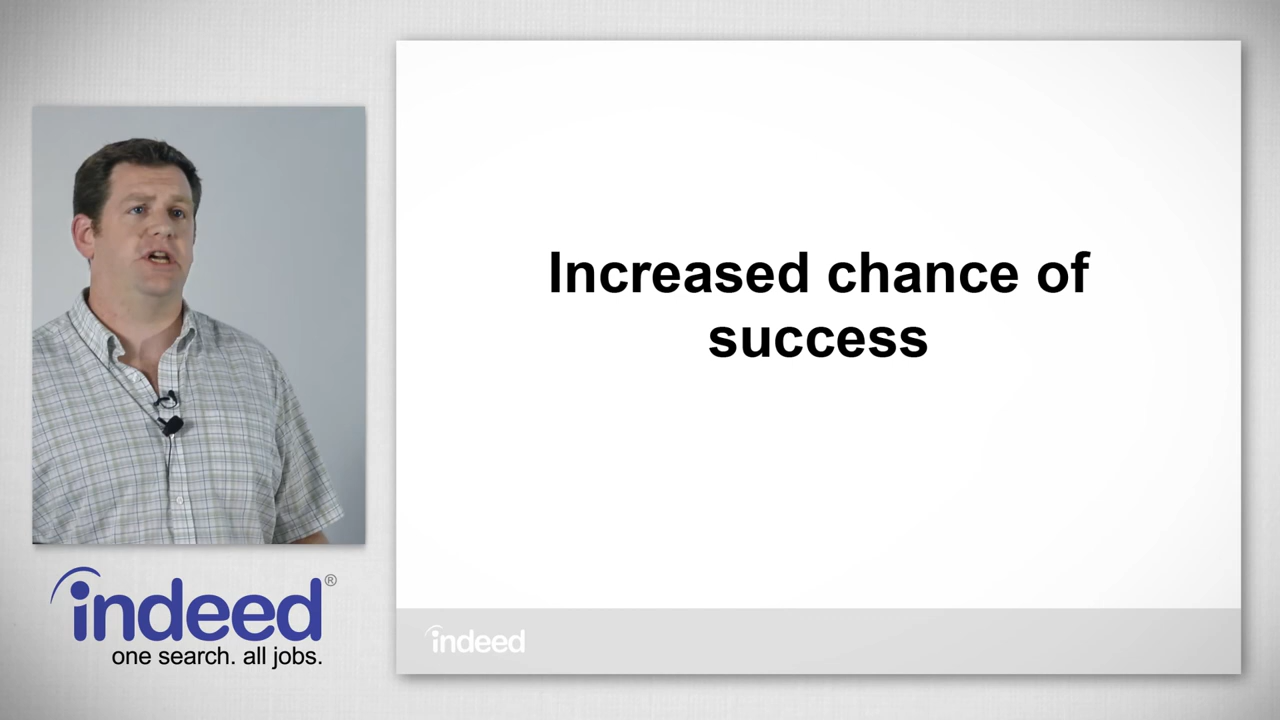 Increased chance of
success
indeed
indeed®
one search. all jobs.